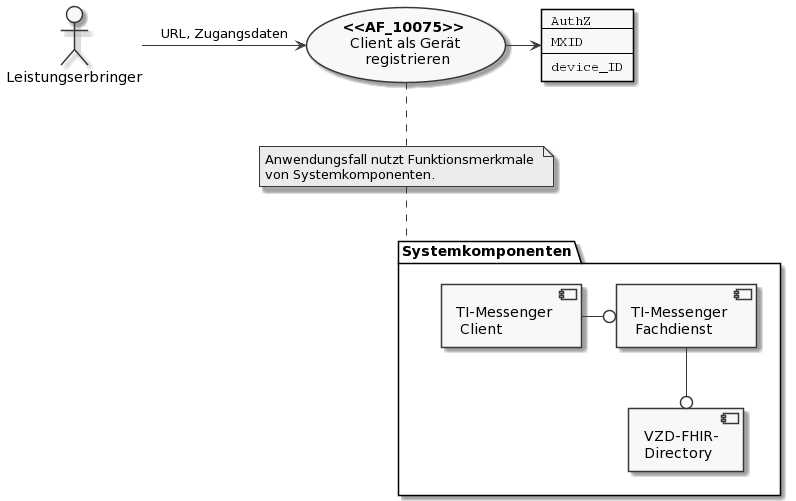 Leistungserbringer
URL, Zugangsdaten
<<AF_10075>>
Client als Gerät
registrieren
AuthZ
MXID
device_ID
Anwendungsfall nutzt Funktionsmerkmale
von Systemkomponenten.
Systemkomponenten
TI-Messenger
Client
TI-Messenger
Fachdienst
VZD-FHIR-
Directory